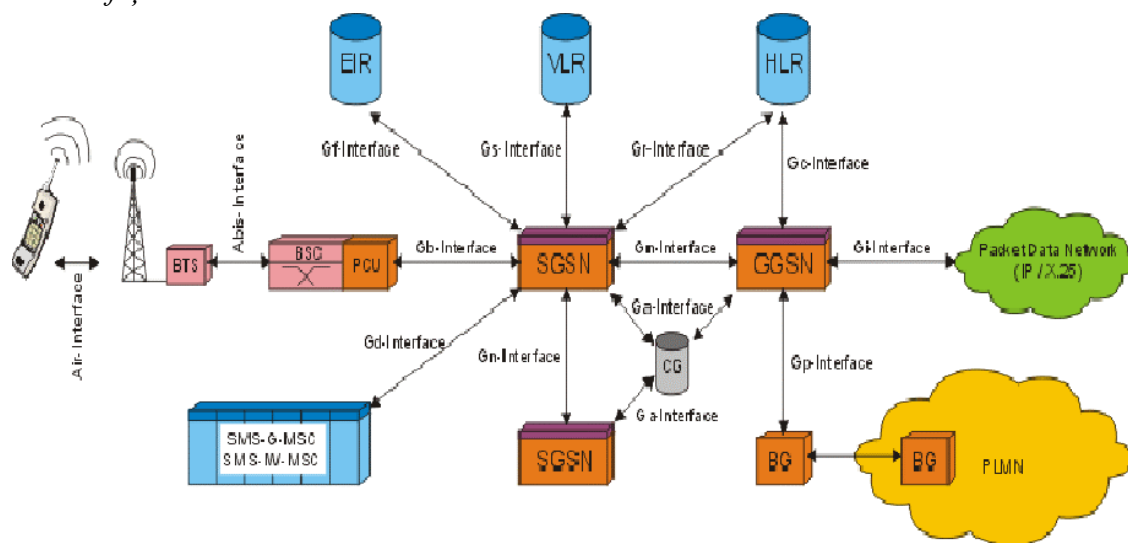 EIR
VLR
HLR
Gf-Interface
Gs-Interface
Gr-Interface
Gc-Interface
Abis-Interface
Air-Interface
BTS
BSC
PCU
Gb-Interface
SGSN
Gn-Interface
GGSN
Gi-Interface
Packet Data Network
(IP / X.25)
Gd-Interface
Gn-Interface
Ga-Interface
CG
Ga-Interface
Gp-Interface
SMS-G-MSC
SMS-IW-MSC
SGSN
BG
BG
PLMN